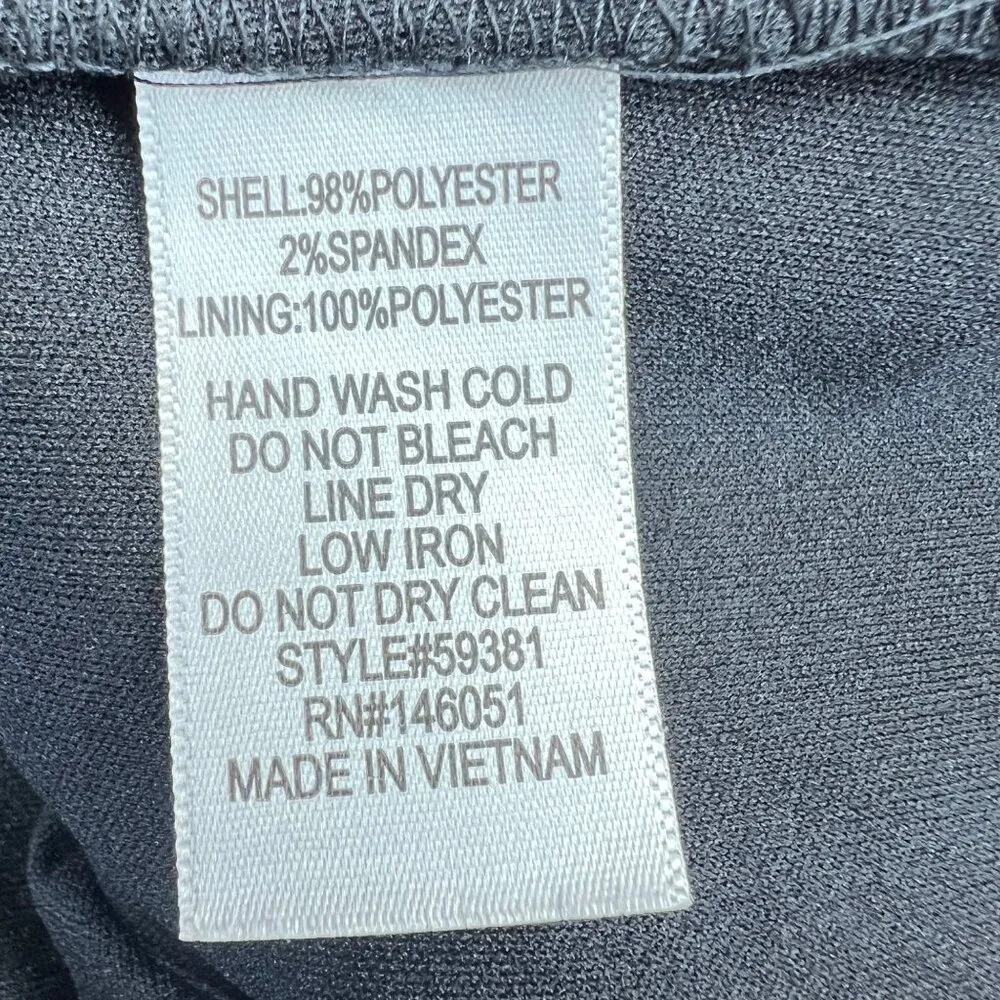 SHELL:98%POLYESTER
2%SPANDEX
LINING:100%POLYESTER
HAND WASH COLD
DO NOT BLEACH
LINE DRY
LOW IRON
DO NOT DRY CLEAN
STYLE#59381
RN#146051
MADE IN VIETNAM